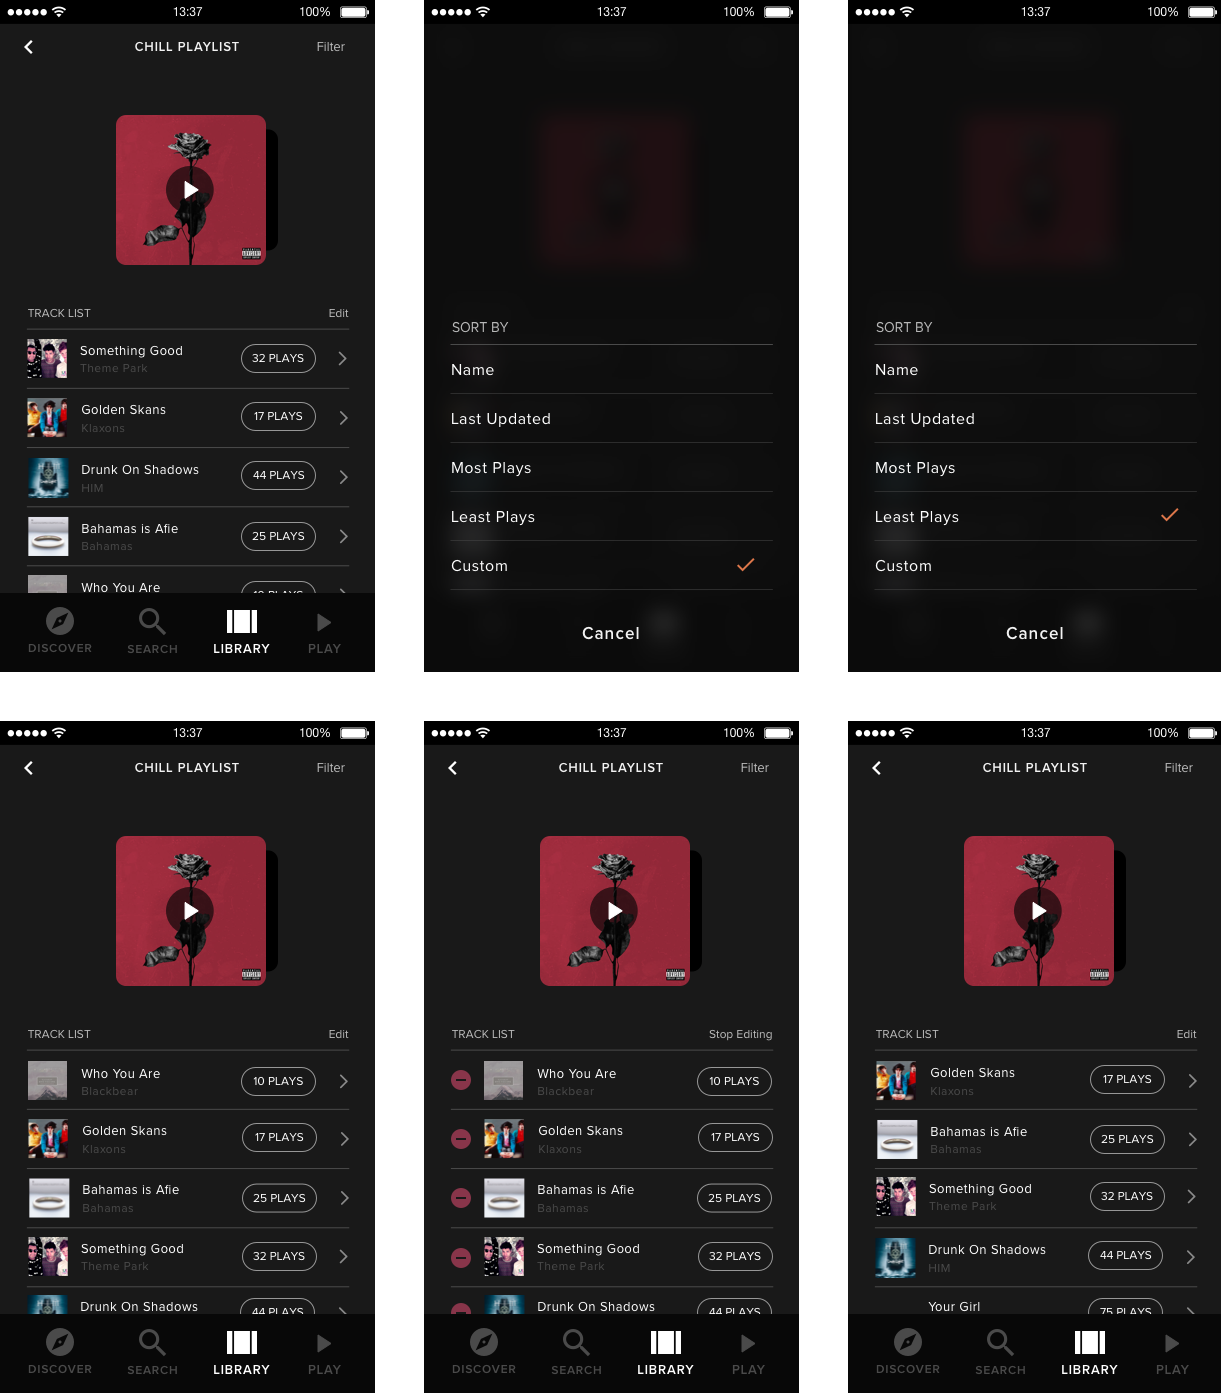 13:37 100%
CHILL PLAYLIST Filter
TRACK LIST Edit
Something Good 32 PLAYS
Theme Park
Golden Skans 17 PLAYS
Klaxons
Drunk On Shadows 44 PLAYS
HIM
Bahamas is Afie 25 PLAYS
Bahamas
Who You Are 10 PLAYS
DISCOVER SEARCH LIBRARY PLAY
13:37 100%
SORT BY
Name
Last Updated
Most Plays
Least Plays
Custom
Cancel
13:37 100%
SORT BY
Name
Last Updated
Most Plays
Least Plays
Custom
Cancel
13:37 100%
CHILL PLAYLIST Filter
TRACK LIST Edit
Who You Are 10 PLAYS
Blackbear
Golden Skans 17 PLAYS
Klaxons
Bahamas is Afie 25 PLAYS
Bahamas
Something Good 32 PLAYS
Theme Park
Drunk On Shadows 44 PLAYS
DISCOVER SEARCH LIBRARY PLAY
13:37 100%
CHILL PLAYLIST Filter
TRACK LIST Stop Editing
Who You Are 10 PLAYS
Blackbear
Golden Skans 17 PLAYS
Klaxons
Bahamas is Afie 25 PLAYS
Bahamas
Something Good 32 PLAYS
Theme Park
Drunk On Shadows 44 PLAYS
DISCOVER SEARCH LIBRARY PLAY
13:37 100%
CHILL PLAYLIST Filter
TRACK LIST Edit
Golden Skans 17 PLAYS
Klaxons
Bahamas is Afie 25 PLAYS
Bahamas
Something Good 32 PLAYS
Theme Park
Drunk On Shadows 44 PLAYS
HIM
Your Girl 75 PLAYS
DISCOVER SEARCH LIBRARY PLAY